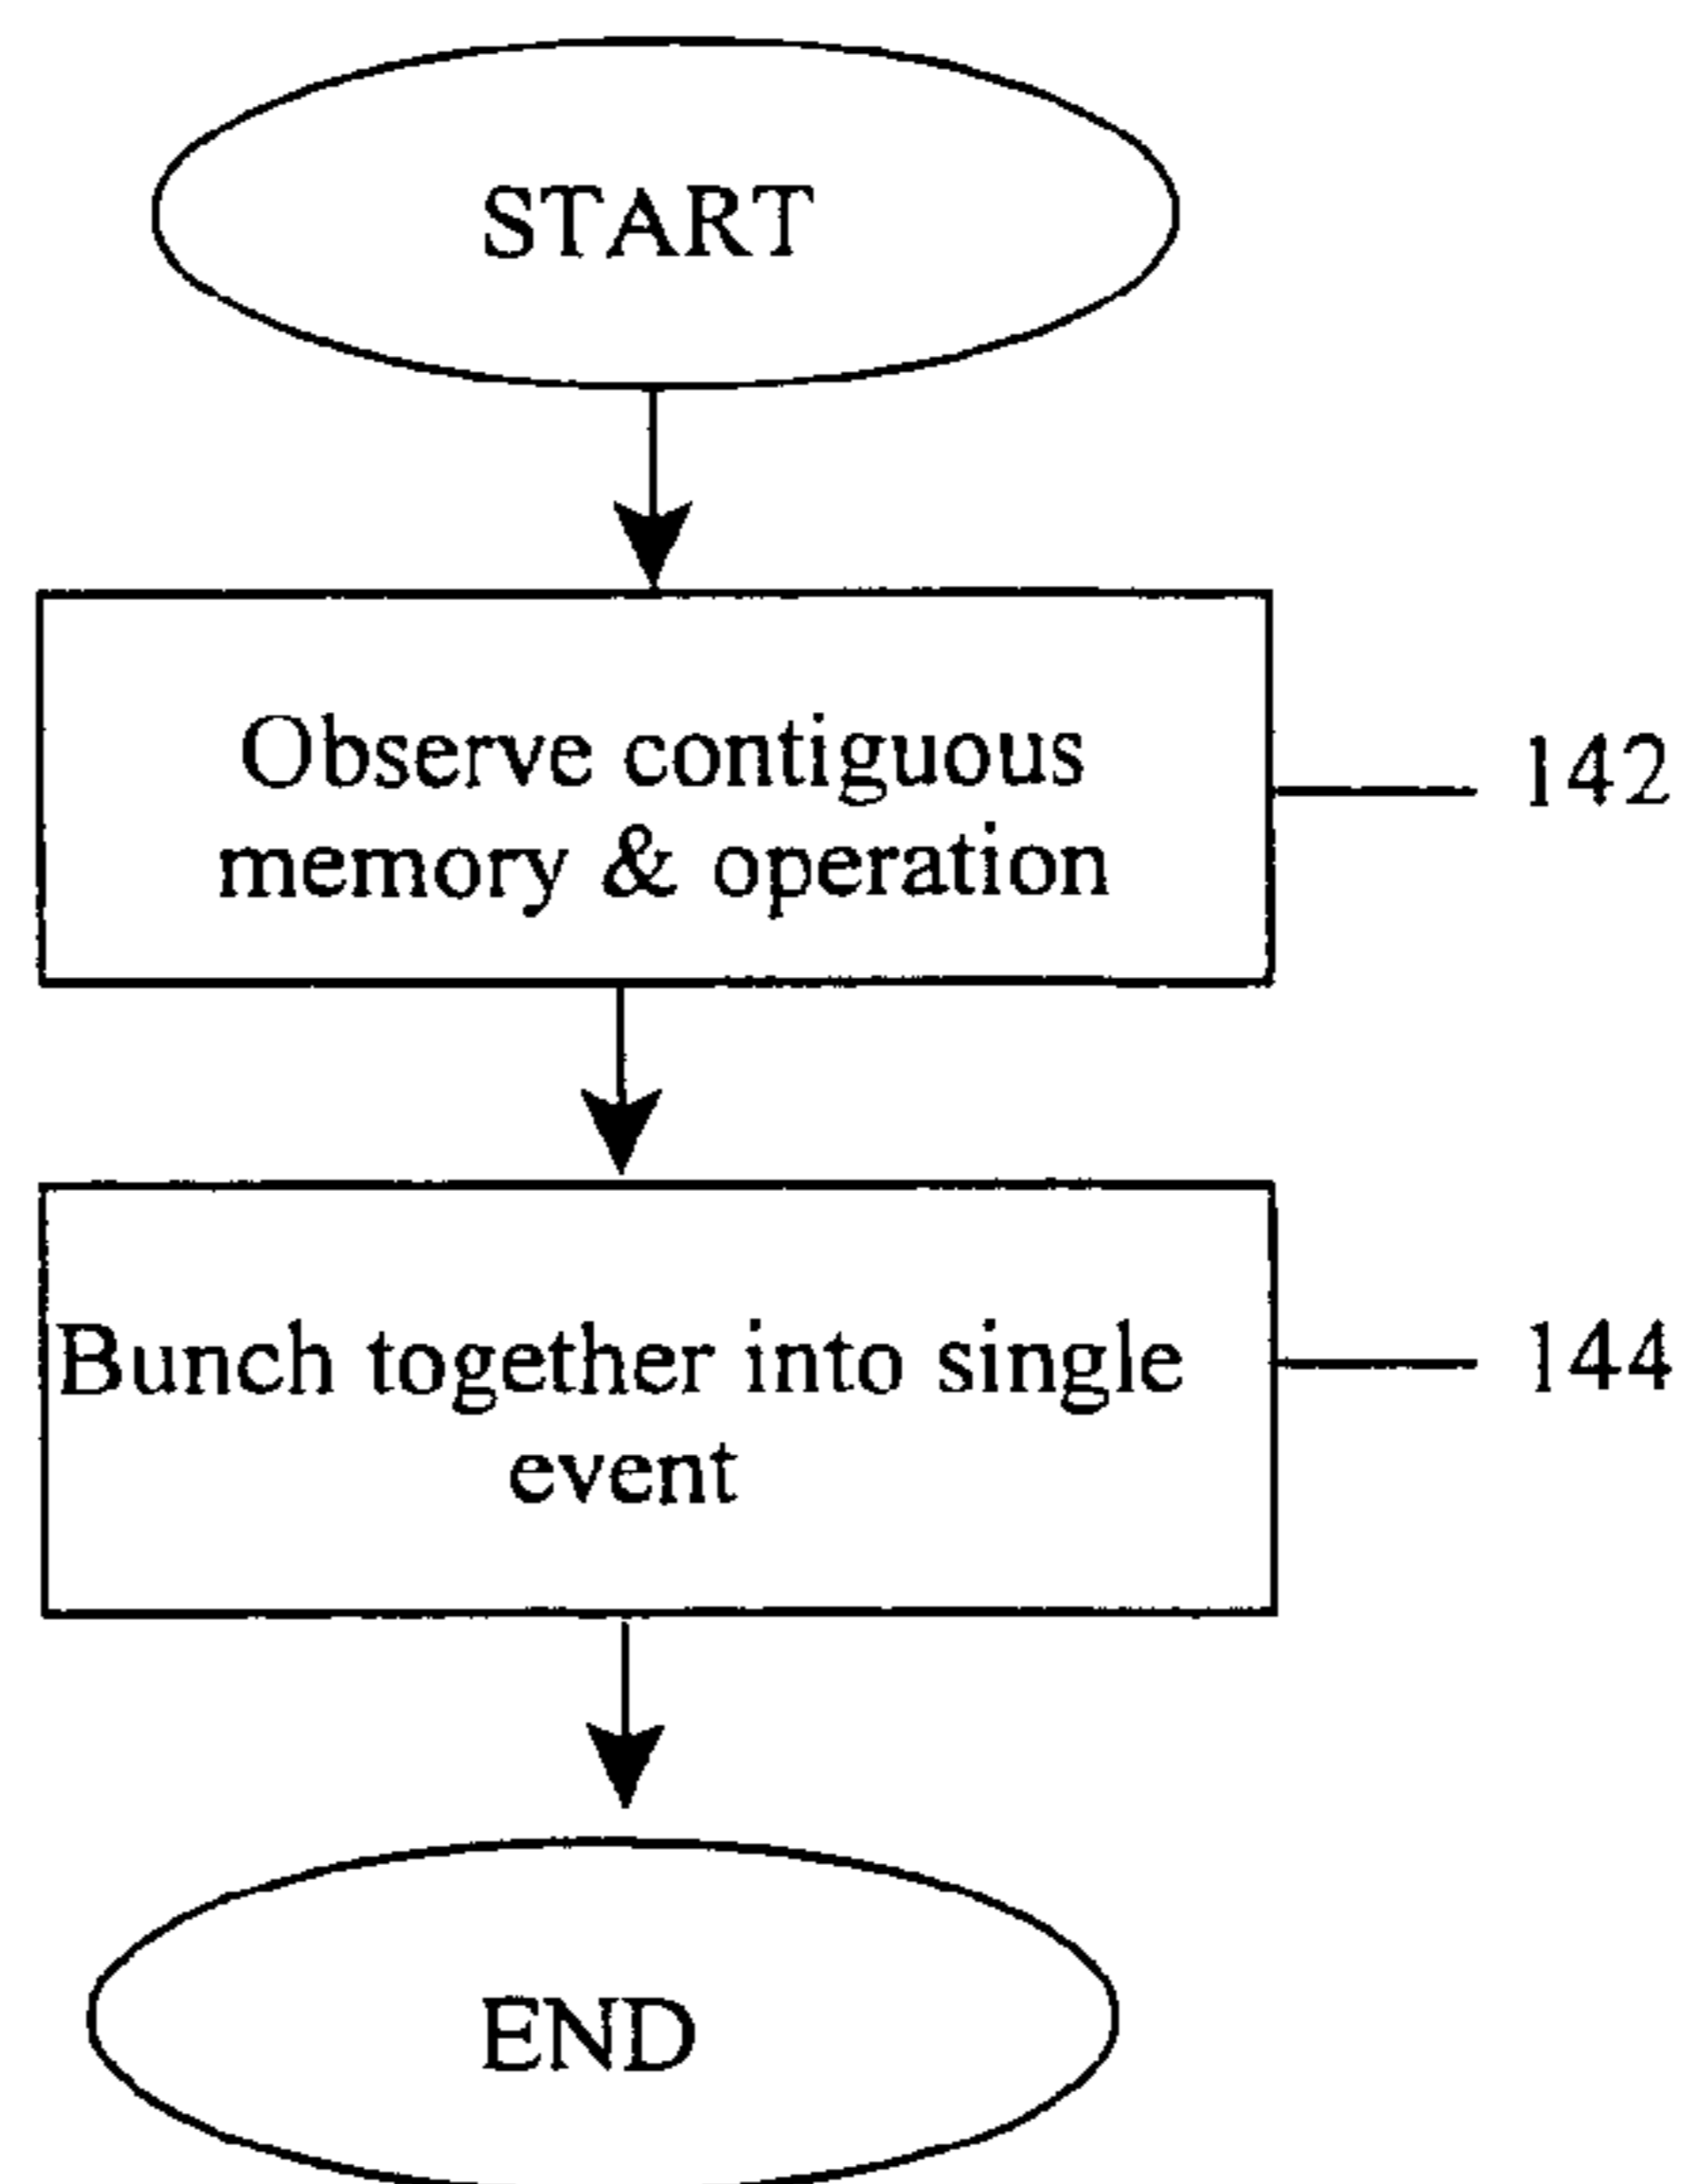 START
Observe contiguous
memory & operation
142
Bunch together into single
event
144
END